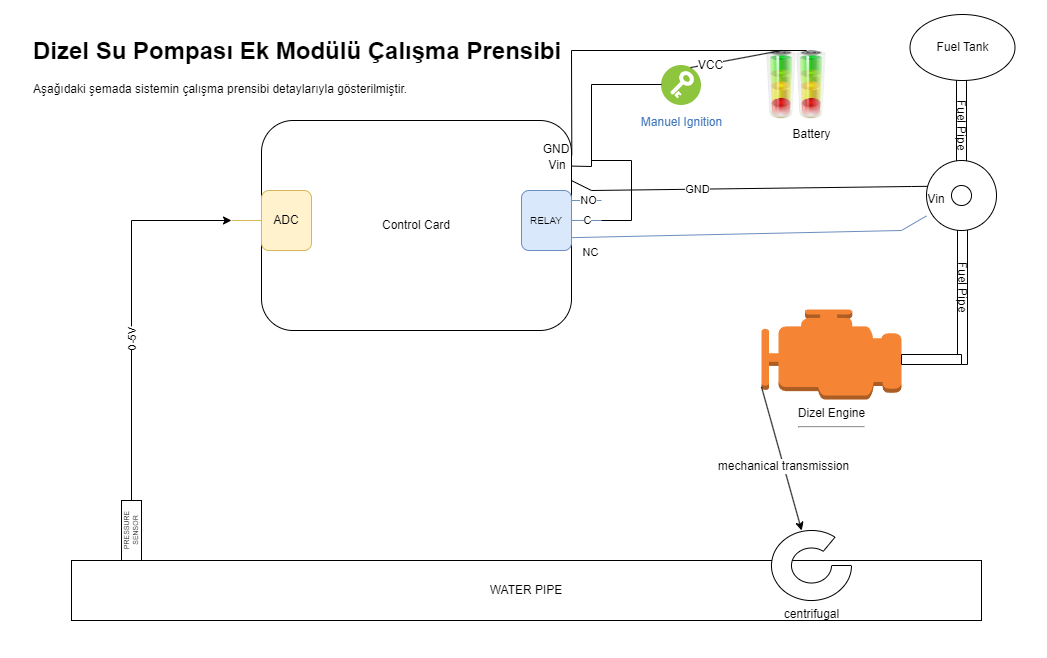 Dizel Su Pompası Ek Modülü Çalışma Prensibi
Aşağıdaki şemada sistemin çalışma prensibi detaylarıyla gösterilmiştir.
Fuel Tank
VCC
Manuel Ignition
Battery
Fuel Pipe
GND
Vin
GND
Vin
NO
ADC
Control Card
RELAY
C
NC
Fuel Pipe
0-5V
Dizel Engine
mechanical transmission
PRESSURE
SENSOR
WATER PIPE
centrifugal